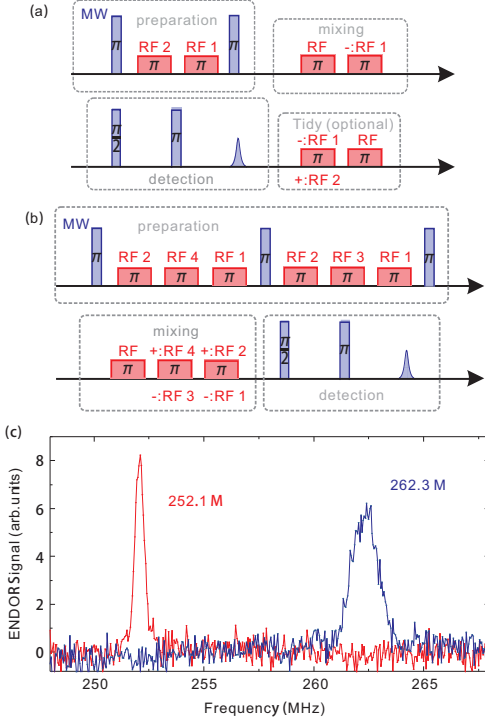 (a)
MW
preparation
mixing
π
RF 2
π
RF 1
π
π
RF
π
-:RF 1
π
π
2
π
Tidy (optional)
-:RF 1
π
+:RF 2
RF
π
detection
(b)
MW
preparation
π
RF 2
π
RF 4
π
RF 1
π
π
RF 2
π
RF 3
π
RF 1
π
π
mixing
RF
π
+:RF 4
π
-:RF 3
+:RF 2
π
-:RF 1
π
2
π
detection
(c)
ENDOR Signal (arb.units)
8
6
4
2
0
252.1 M
262.3 M
250
255
260
265
Frequency (MHz)